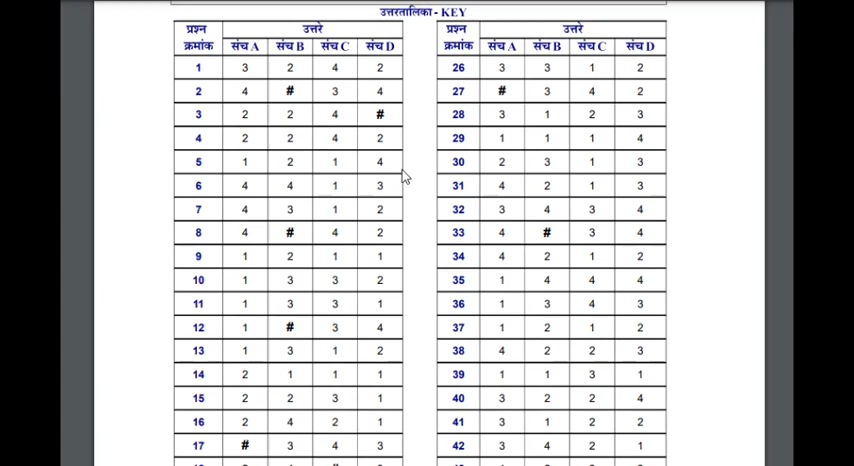 उत्तरतालिका - KEY
प्रश्न क्रमांक उत्तरे
संच A संच B संच C संच D
1 3 2 4 2
2 4 # 3 4
3 2 2 4 #
4 2 2 4 2
5 1 2 1 4
6 4 4 1 3
7 4 3 1 2
8 4 # 4 2
9 1 2 1 1
10 1 3 3 2
11 1 3 3 1
12 1 # 3 4
13 1 3 1 2
14 2 1 1 1
15 2 2 3 1
16 2 4 2 1
17 # 3 4 3
प्रश्न क्रमांक उत्तरे
संच A संच B संच C संच D
26 3 3 1 2
27 # 3 4 2
28 3 1 2 3
29 1 1 1 4
30 2 3 1 3
31 4 2 1 3
32 3 4 3 4
33 4 # 3 4
34 4 2 1 2
35 1 4 4 4
36 1 3 4 3
37 1 2 1 2
38 4 2 2 3
39 1 1 3 1
40 3 2 2 4
41 3 1 2 2
42 3 4 2 1